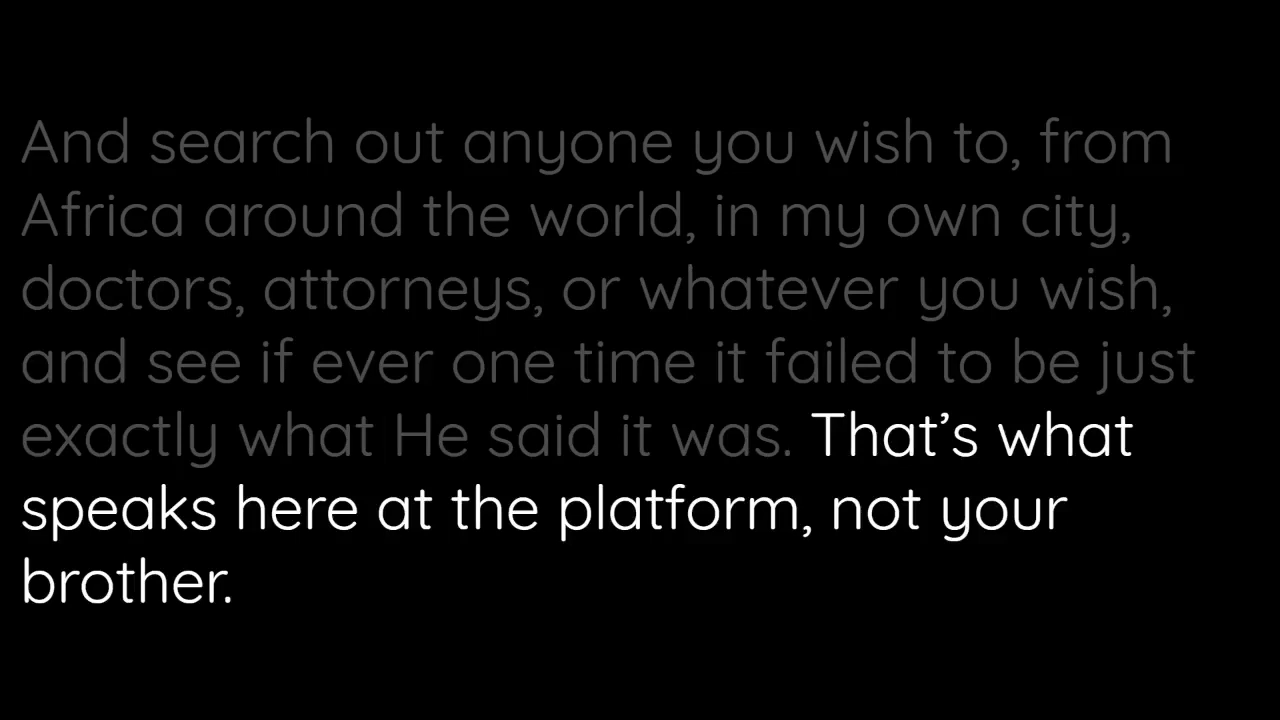 And search out anyone you wish to, from
Africa around the world, in my own city,
doctors, attorneys, or whatever you wish,
and see if ever one time it failed to be just
exactly what He said it was. That’s what
speaks here at the platform, not your
brother.